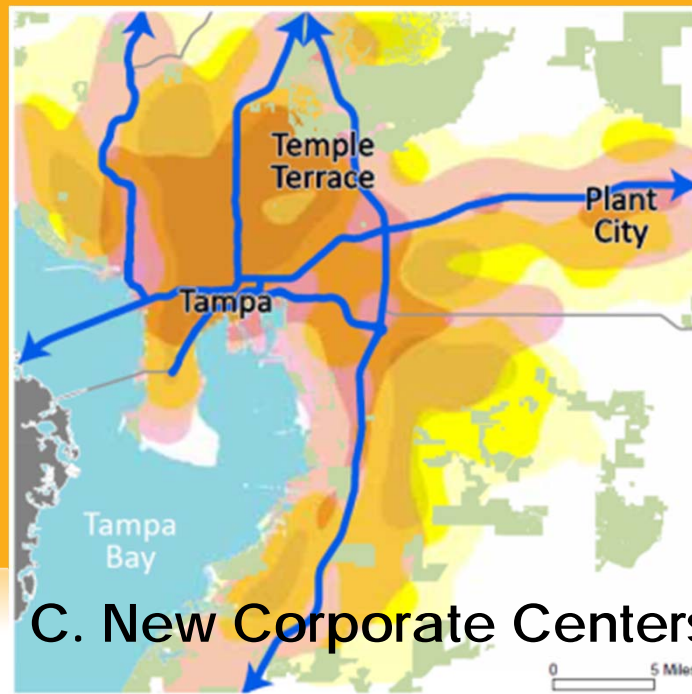 Temple
Terrace
Plant
City
Tampa
Tampa
Bay
C. New Corporate Centers
0 5 Miles